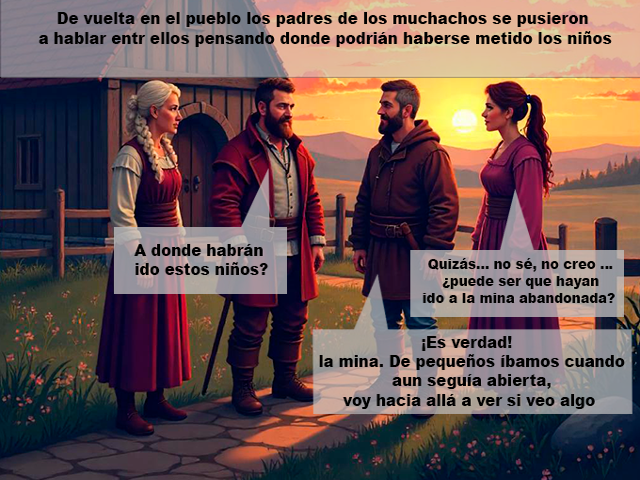 De vuelta en el pueblo los padres de los muchachos se pusieron
a hablar entr ellos pensando donde podrián haberse metido los niños
A donde habrán
ido estos niños?
Quizás... no sé, no creo ...
¿puede ser que hayan
ido a la mina abandonada?
¡Es verdad!
la mina. De pequeños íbamos cuando
aun seguía abierta,
voy hacia allá a ver si veo algo